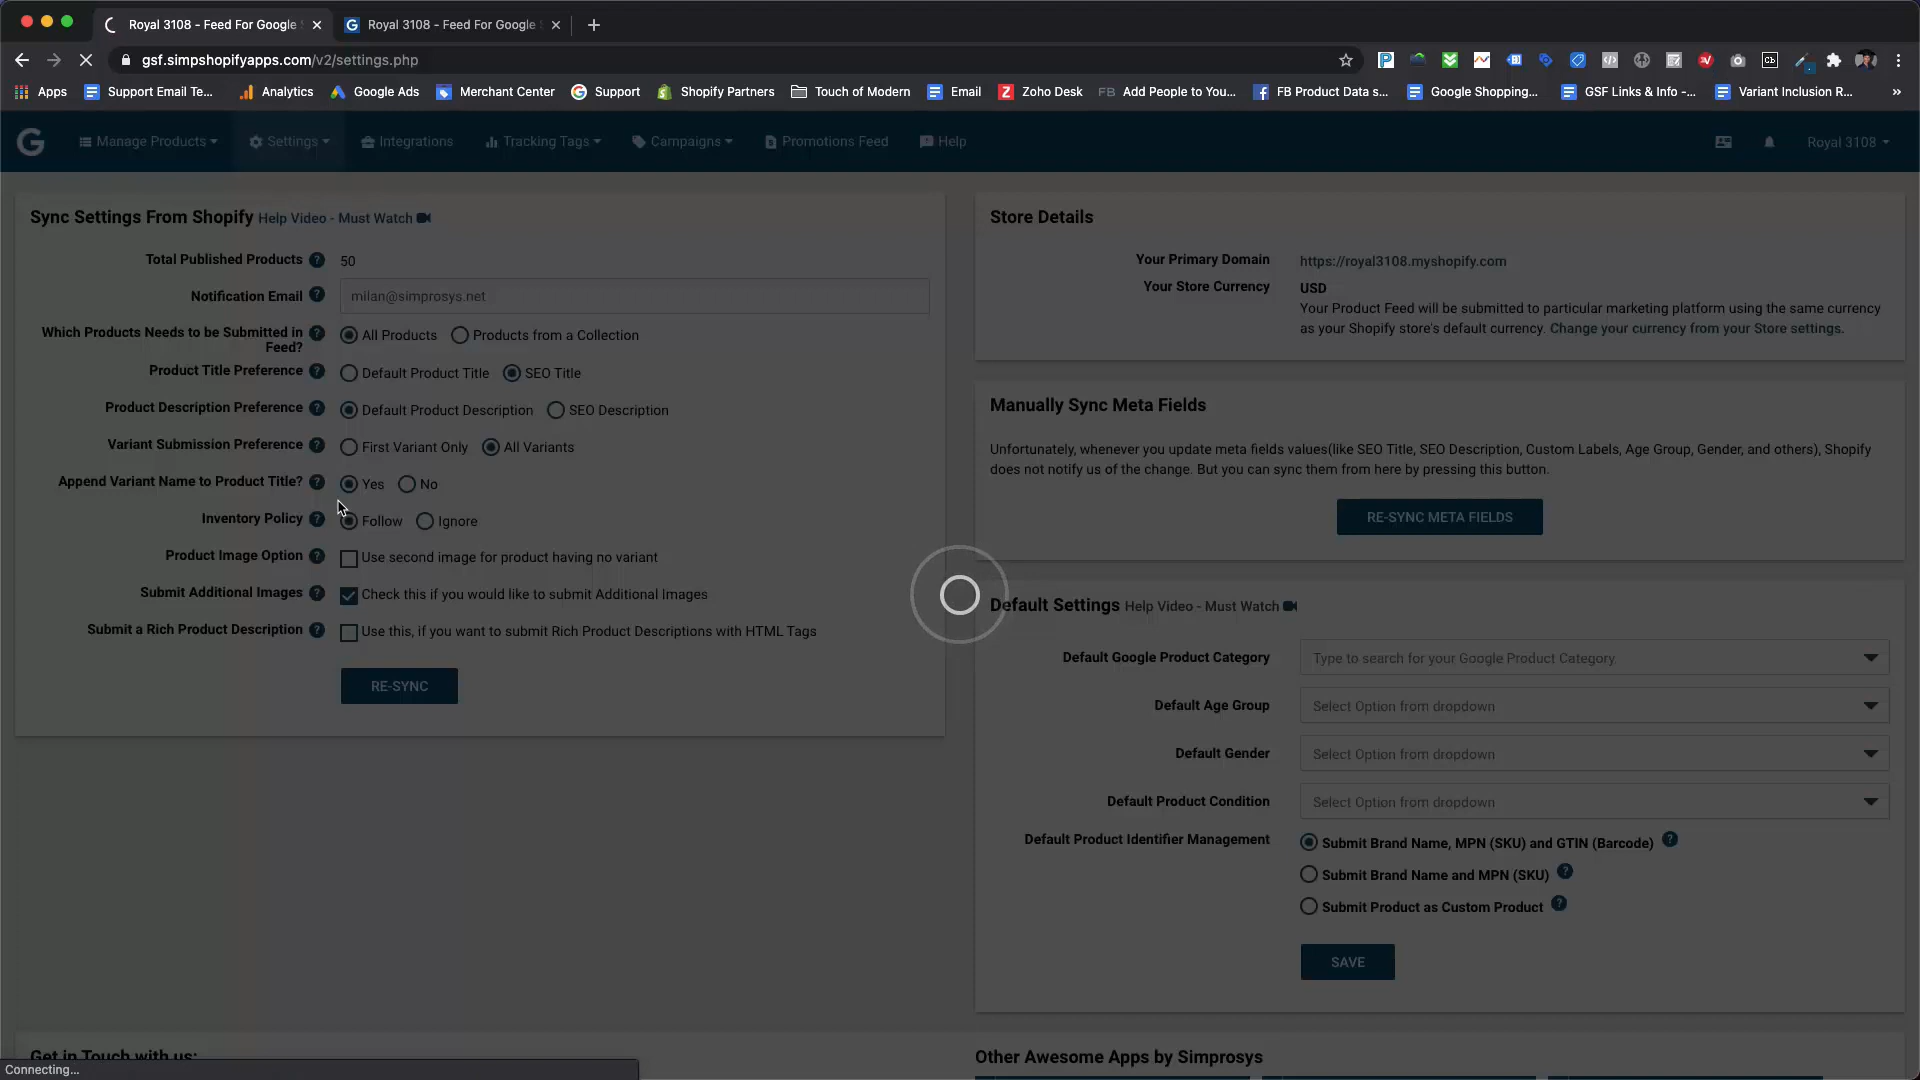 Royal 3108 - Feed For Google S
Royal 3108 - Feed For Google S
gsf.simpshopifyapps.com/v2/settings.php
Apps
Support Email Te...
Analytics
Google Ads
Merchant Center
Support
Shopify Partners
Touch of Modern
Email
Zoho Desk
FB Add People to You...
FB Product Data s...
Google Shopping...
GSF Links & Info -...
Variant Inclusion R...
»
Manage Products
Settings
Integrations
Tracking Tags
Campaigns
Promotions Feed
Help
Royal 3108
Sync Settings From Shopify Help Video - Must Watch
Total Published Products ? 50
Notification Email ? milan@simprosys.net
Which Products Needs to be Submitted in Feed? ? All Products Products from a Collection
Product Title Preference ? Default Product Title SEO Title
Product Description Preference ? Default Product Description SEO Description
Variant Submission Preference ? First Variant Only All Variants
Append Variant Name to Product Title? ? Yes No
Inventory Policy ? Follow Ignore
Product Image Option ? Use second image for product having no variant
Submit Additional Images ? Check this if you would like to submit Additional Images
Submit a Rich Product Description ? Use this, if you want to submit Rich Product Descriptions with HTML Tags
RE-SYNC
Store Details
Your Primary Domain https://royal3108.myshopify.com
Your Store Currency USD
Your Product Feed will be submitted to particular marketing platform using the same currency
as your Shopify store's default currency. Change your currency from your Store settings.
Manually Sync Meta Fields
Unfortunately, whenever you update meta fields values(like SEO Title, SEO Description, Custom Labels, Age Group, Gender, and others), Shopify
does not notify us of the change. But you can sync them from here by pressing this button.
RE-SYNC META FIELDS
Default Settings Help Video - Must Watch
Default Google Product Category Type to search for your Google Product Category
Default Age Group Select Option from dropdown
Default Gender Select Option from dropdown
Default Product Condition Select Option from dropdown
Default Product Identifier Management Submit Brand Name, MPN (SKU) and GTIN (Barcode) ?
Submit Brand Name and MPN (SKU) ?
Submit Product as Custom Product ?
SAVE
Get in Touch with us:
Other Awesome Apps by Simprosys
Connecting...